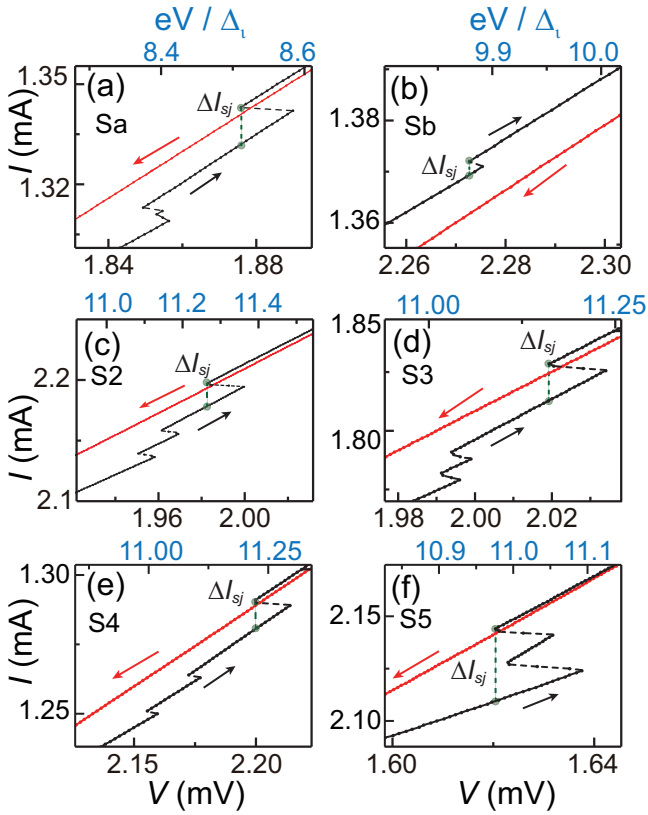 eV / Δι eV / Δι
8.4 8.6 9.9 10.0
1.35 (a) ΔIsj Sa 1.39 (b) ΔIsj Sb
I (mA)
1.32 1.36
1.84 1.88 2.26 2.28 2.30
11.0 11.2 11.4 11.00 11.25
(c) S2 ΔIsj 1.85 (d) S3 ΔIsj
I (mA)
2.2 1.80
2.1
1.96 2.00 1.98 2.00 2.02
11.00 11.25 10.9 11.0 11.1
1.30 (e) S4 ΔIsj (f) S5 ΔIsj
I (mA)
2.15
1.25 2.10
2.15 2.20 1.60 1.64
V (mV) V (mV)